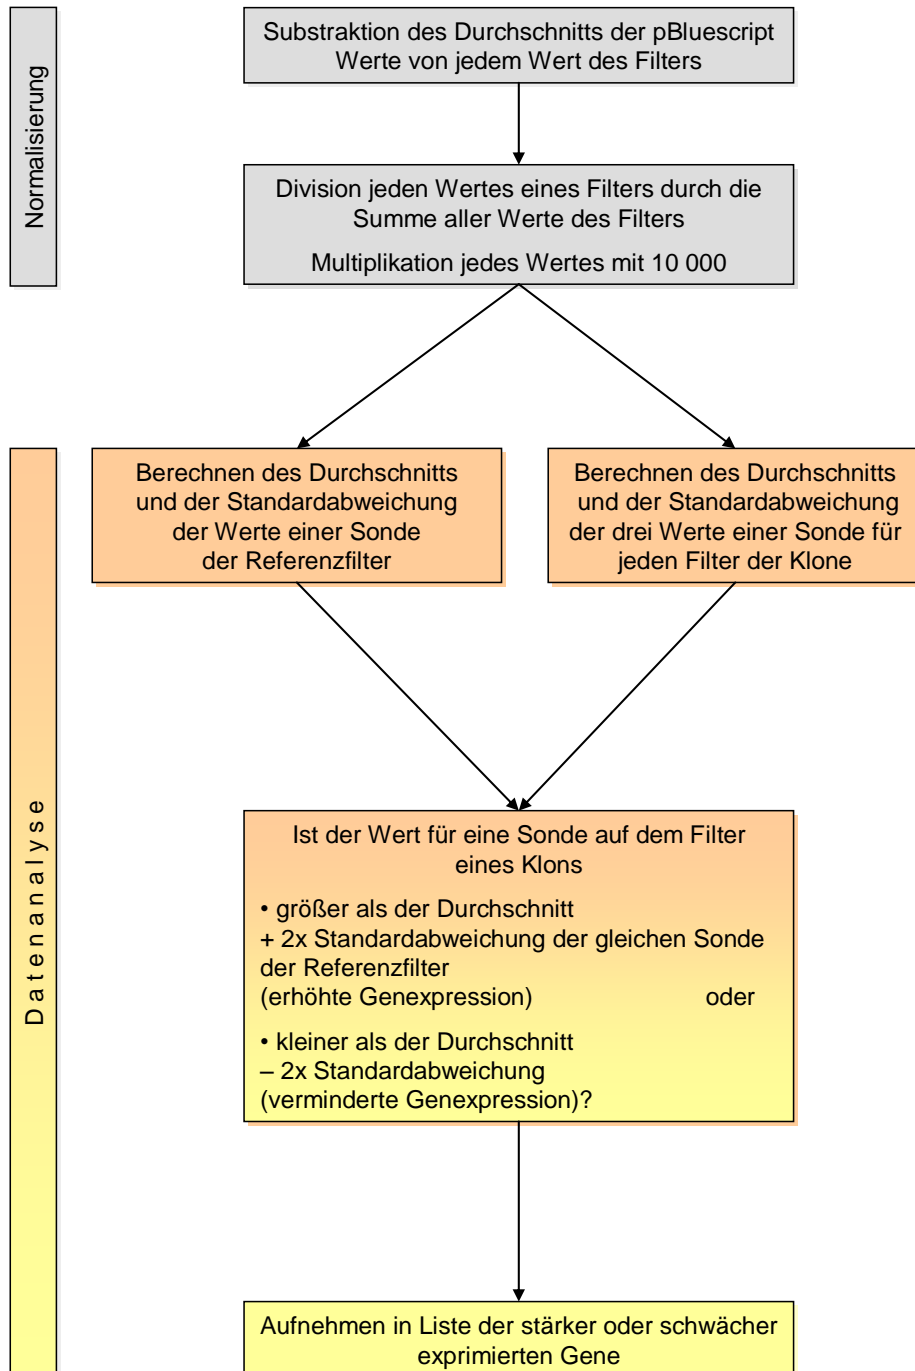 Normalisierung
Substraktion des Durchschnitts der pBluescript
Werte von jedem Wert des Filters
Division jeden Wertes eines Filters durch die
Summe aller Werte des Filters
Multiplikation jedes Wertes mit 10 000
Datenanalyse
Berechnen des Durchschnitts
und der Standardabweichung
der Werte einer Sonde
der Referenzfilter
Berechnen des Durchschnitts
und der Standardabweichung
der drei Werte einer Sonde für
jeden Filter der Klone
Ist der Wert für eine Sonde auf dem Filter
eines Klons
• größer als der Durchschnitt
+ 2x Standardabweichung der gleichen Sonde
der Referenzfilter
(erhöhte Genexpression) oder
• kleiner als der Durchschnitt
– 2x Standardabweichung
(verminderte Genexpression)?
Aufnehmen in Liste der stärker oder schwächer
exprimierten Gene